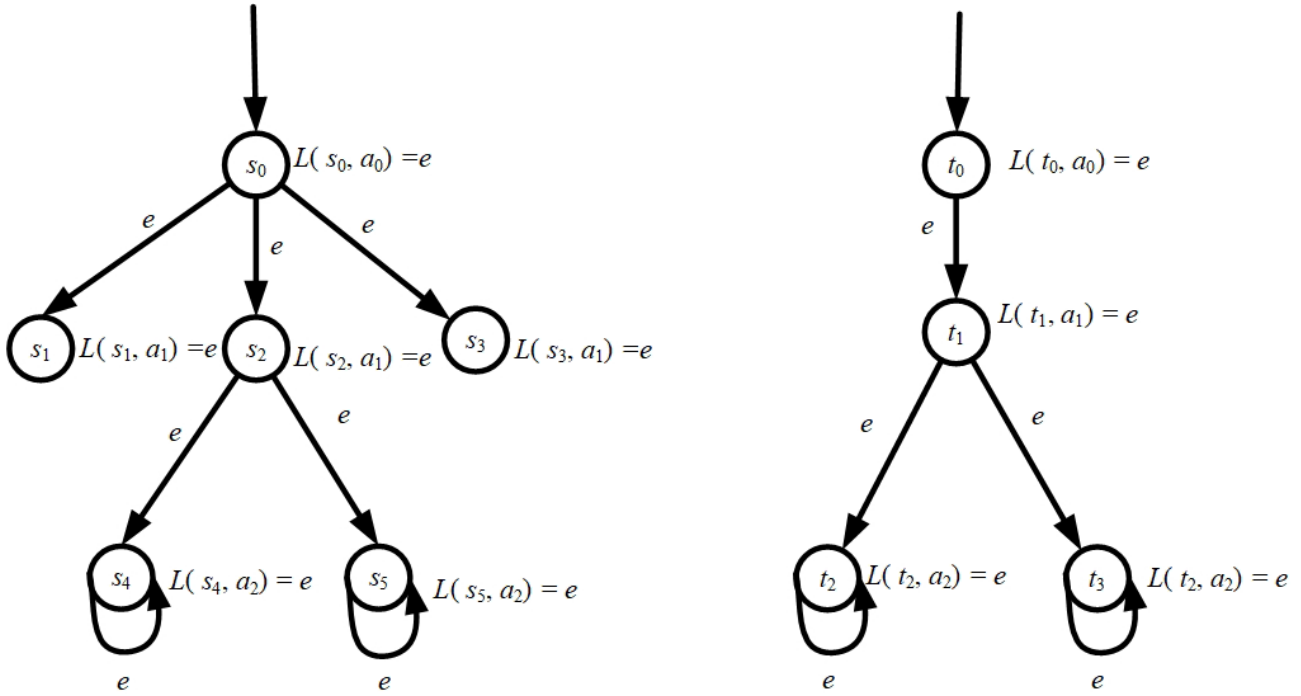 s0 L( s0, a0) =e
e e e
s1 L( s1, a1) =e s2 L( s2, a1) =e s3 L( s3, a1) =e
e e
s4 L( s4, a2) = e s5 L( s5, a2) = e
e e
t0 L( t0, a0) = e
e
t1 L( t1, a1) = e
e e
t2 L( t2, a2) = e t3 L( t2, a2) = e
e e